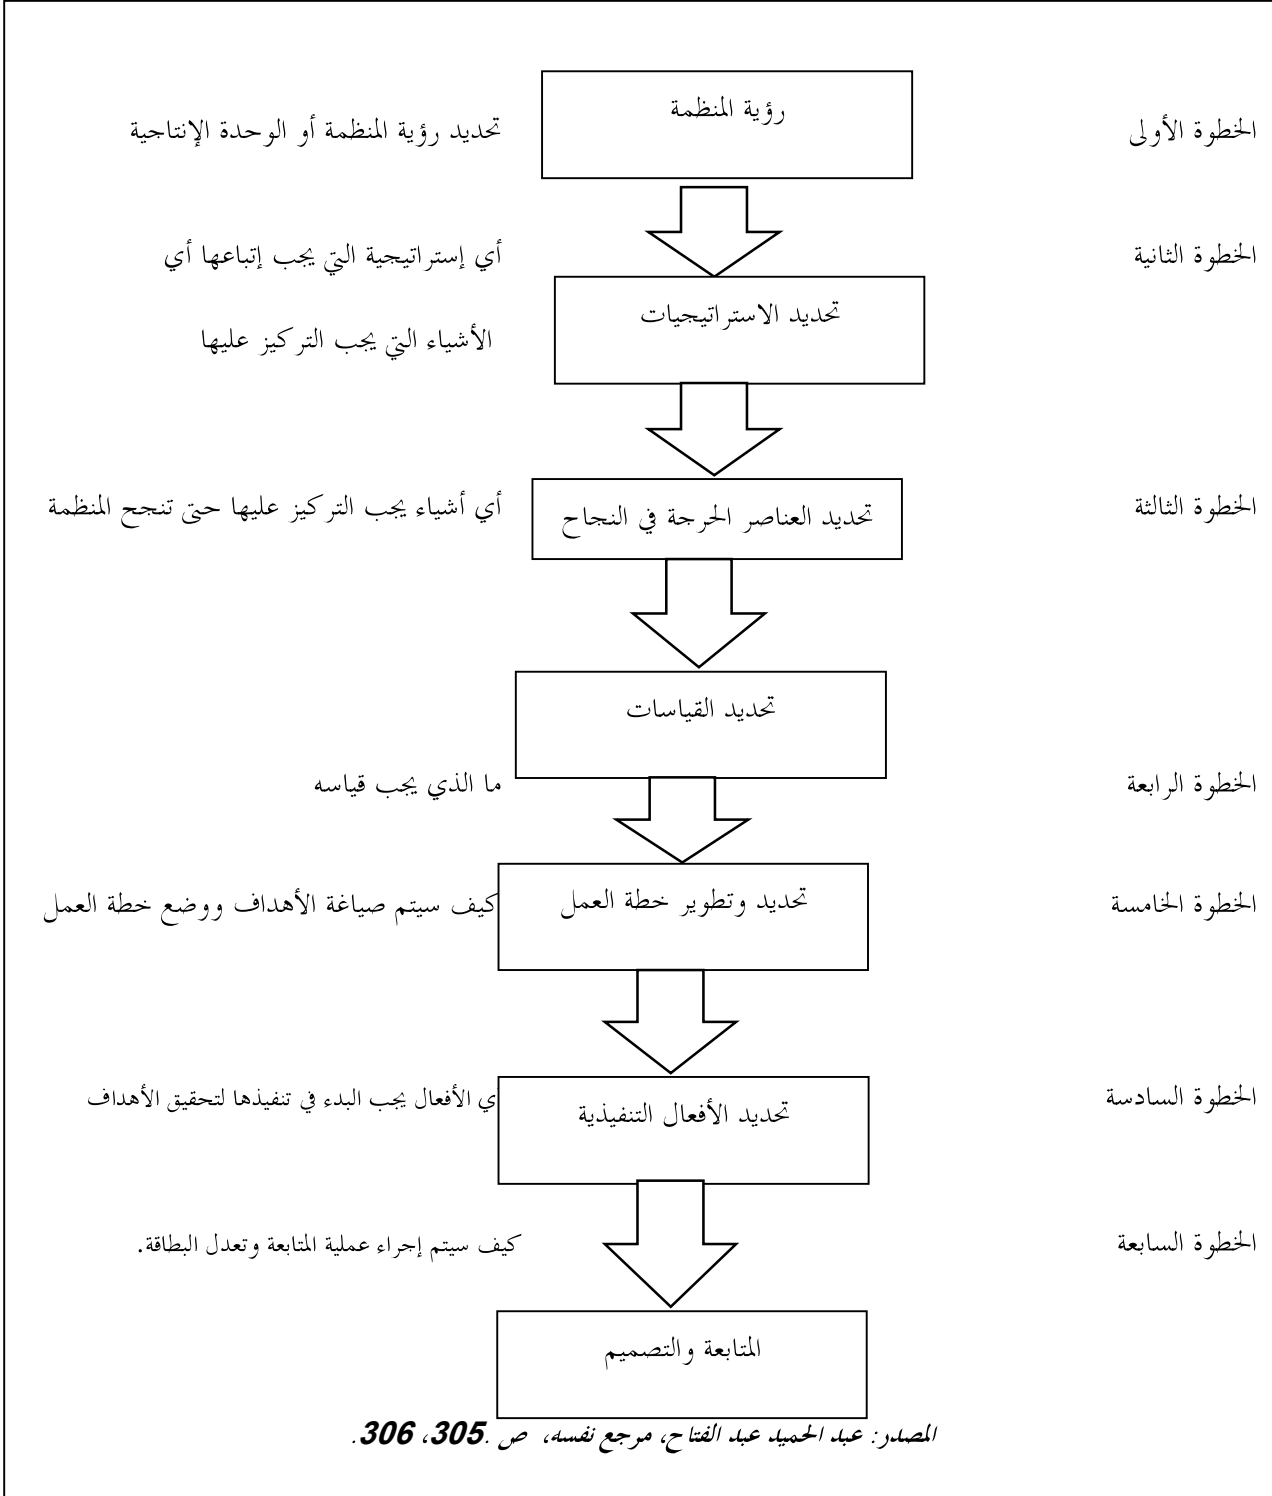 الخطوة الأولى
رؤية المنظمة
تحديد رؤية المنظمة أو الوحدة الإنتاجية
الخطوة الثانية
تحديد الاستراتيجيات
أي إستراتيجية التي يجب إتباعها أي
الأشياء التي يجب التركيز عليها
الخطوة الثالثة
تحديد العناصر الحرجة في النجاح
أي أشياء يجب التركيز عليها حتى تنجح المنظمة
الخطوة الرابعة
تحديد القياسات
ما الذي يجب قياسه
الخطوة الخامسة
تحديد وتطوير خطة العمل
كيف سيتم صياغة الأهداف ووضع خطة العمل
الخطوة السادسة
تحديد الأفعال التنفيذية
ي الأفعال يجب البدء في تنفيذها لتحقيق الأهداف
الخطوة السابعة
كيف سيتم إجراء عملية المتابعة وتعدل البطاقة.
المتابعة والتصميم
المصدر: عبد الحميد عبد الفتاح، مرجع نفسه، ص .305، 306.